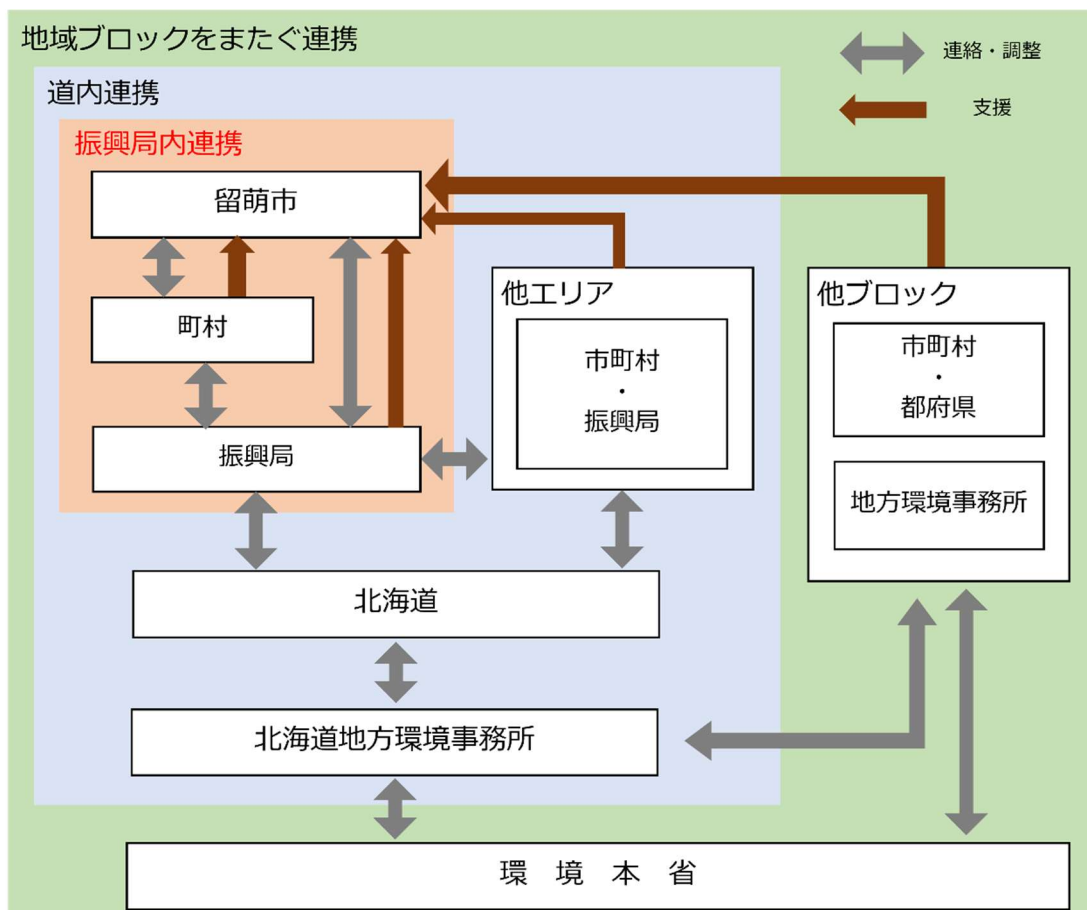 地域ブロックをまたぐ連携
連絡・調整
支援
道内連携
振興局内連携
留萌市
町村
振興局
他エリア
市町村
・
振興局
他ブロック
市町村
・
都府県
地方環境事務所
北海道
北海道地方環境事務所
環 境 本 省